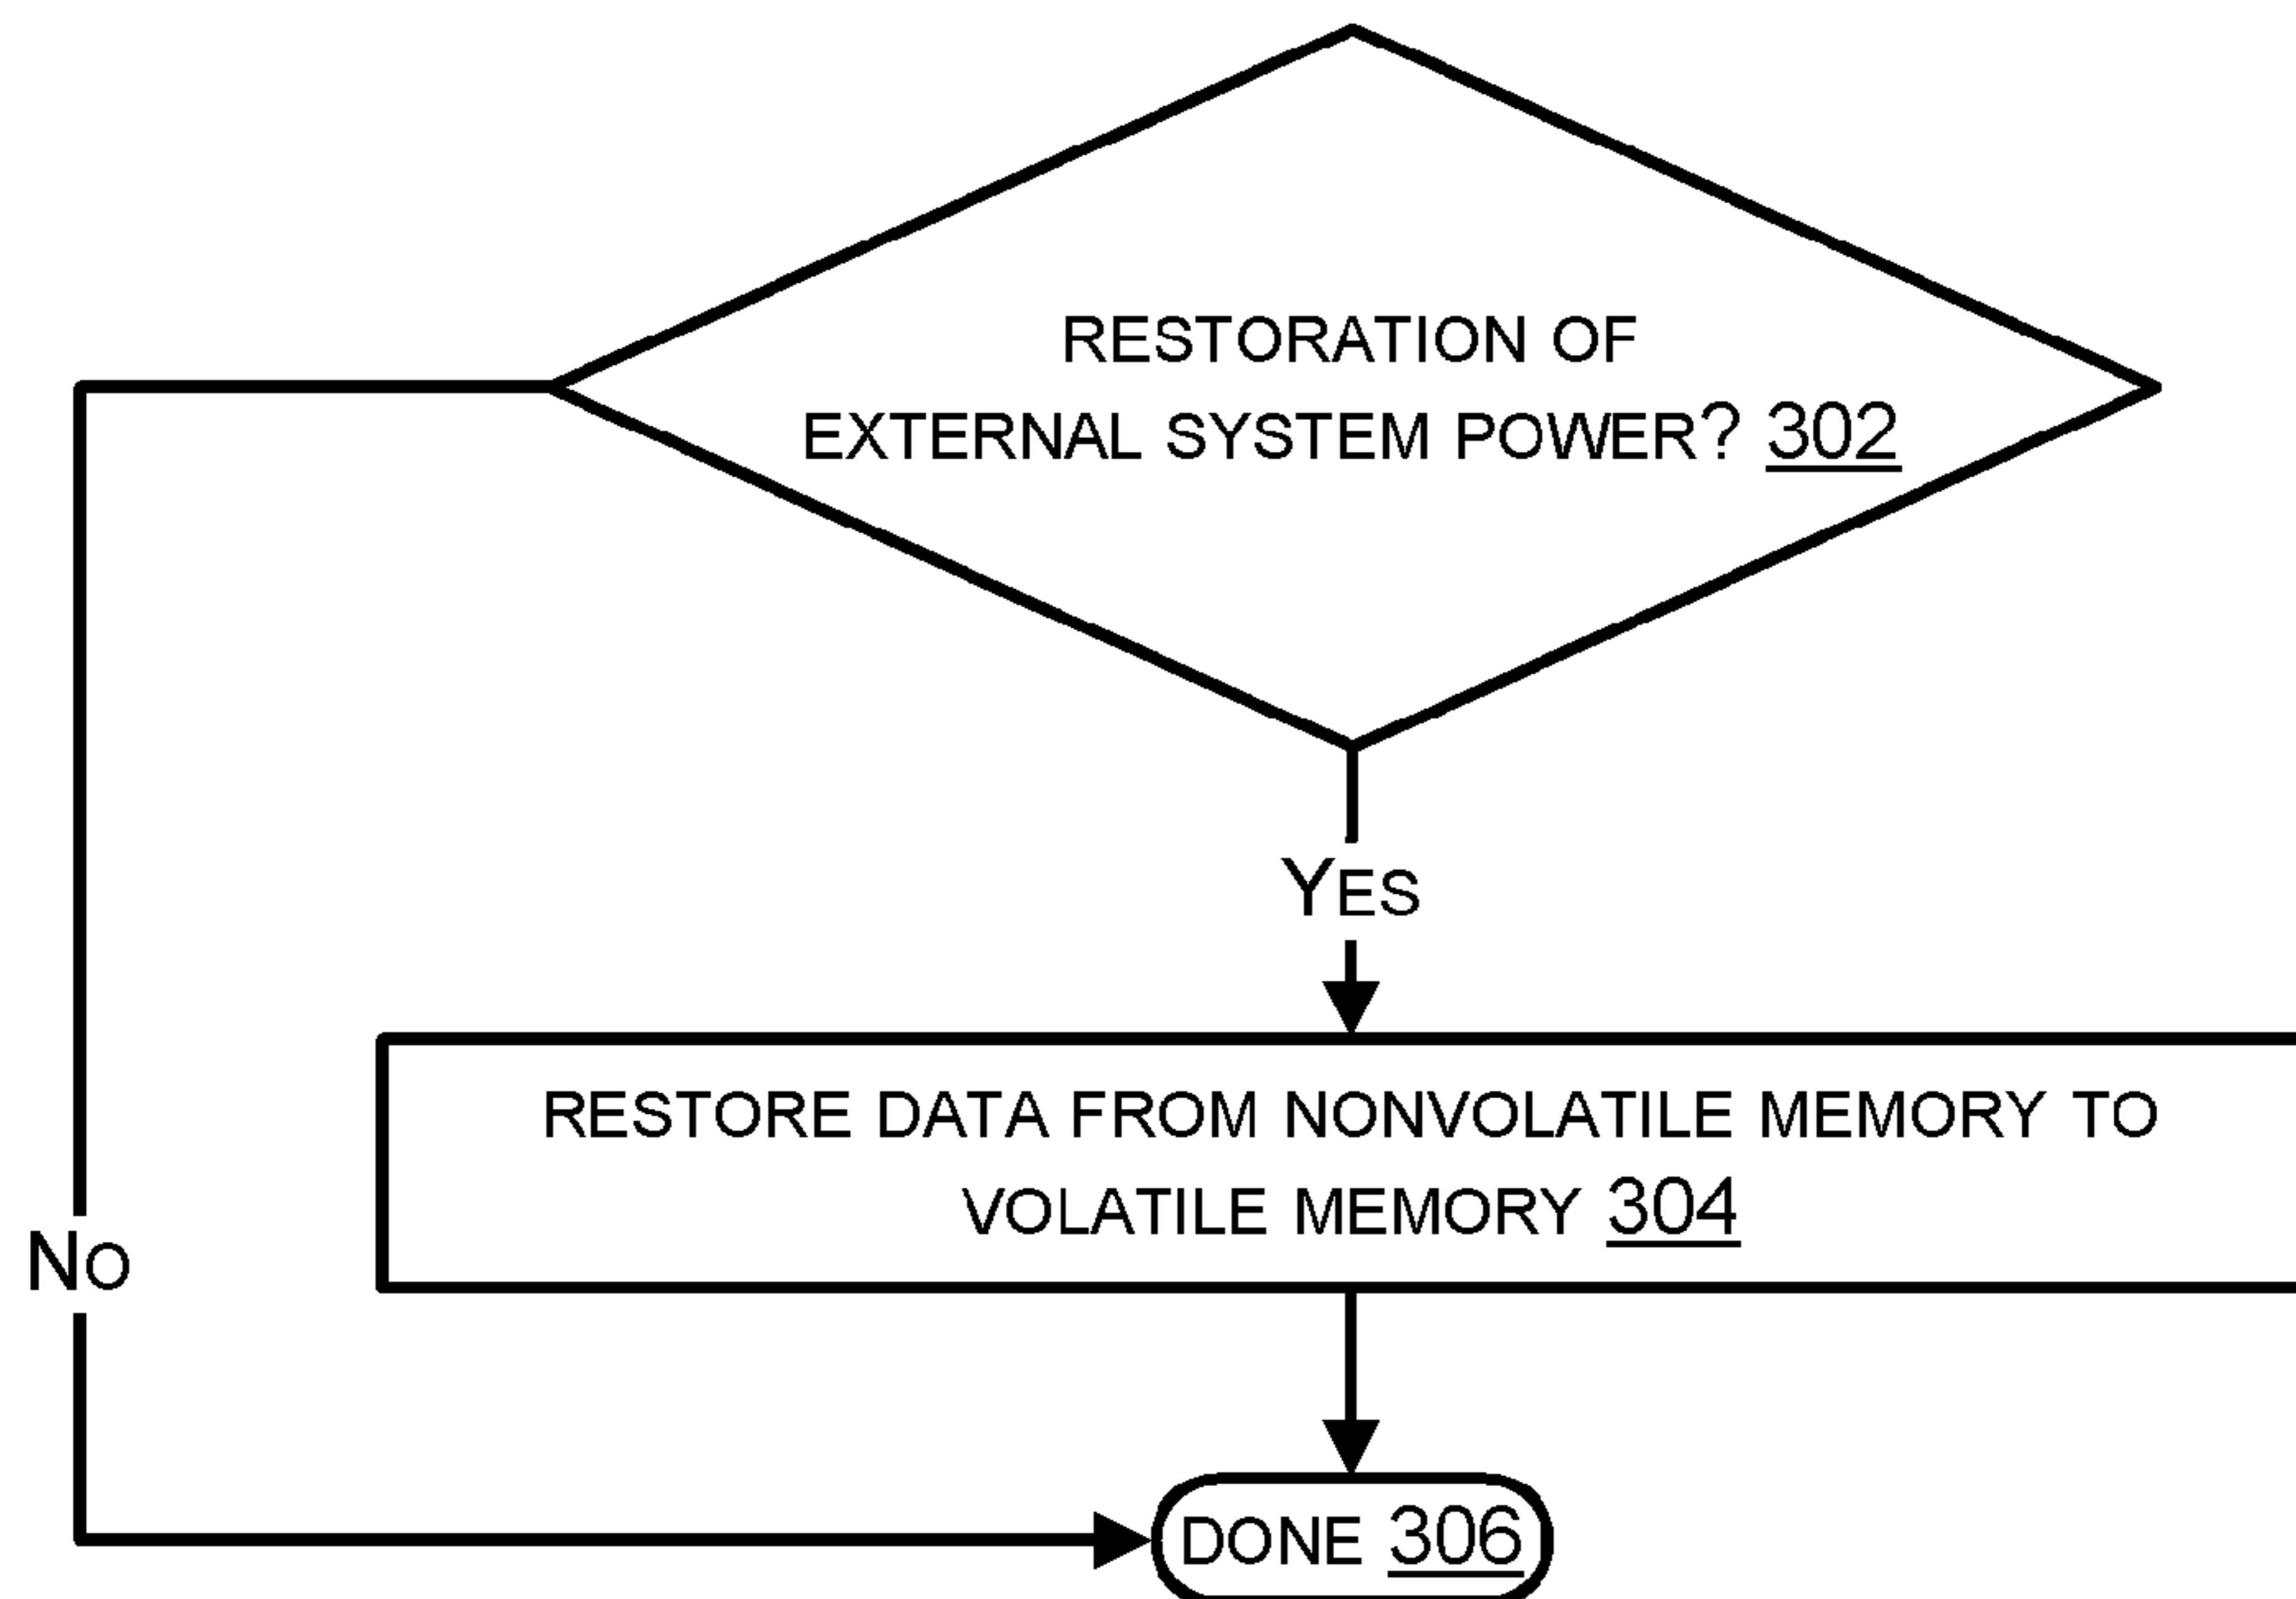 RESTORATION OF
EXTERNAL SYSTEM POWER? 302
YES
RESTORE DATA FROM NONVOLATILE MEMORY TO
VOLATILE MEMORY 304
NO
DONE 306